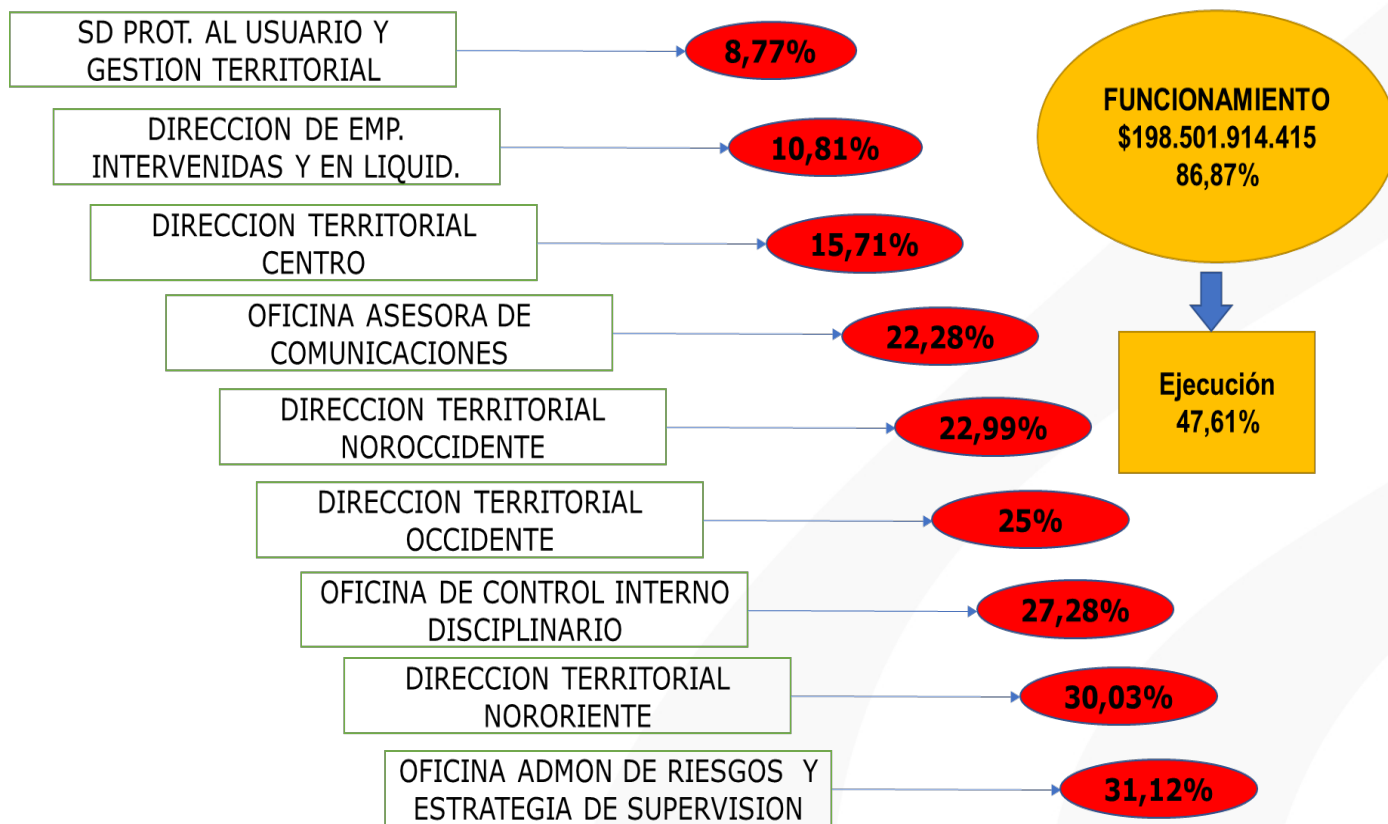 SD PROT. AL USUARIO Y
GESTION TERRITORIAL
8,77%
DIRECCION DE EMP.
INTERVENIDAS Y EN LIQUID.
10,81%
DIRECCION TERRITORIAL
CENTRO
15,71%
OFICINA ASESORA DE
COMUNICACIONES
22,28%
DIRECCION TERRITORIAL
NOROCCIDENTE
22,99%
DIRECCION TERRITORIAL
OCCIDENTE
25%
OFICINA DE CONTROL INTERNO
DISCIPLINARIO
27,28%
DIRECCION TERRITORIAL
NORORIENTE
30,03%
OFICINA ADMON DE RIESGOS Y
ESTRATEGIA DE SUPERVISION
31,12%
FUNCIONAMIENTO
$198.501.914.415
86,87%
Ejecución
47,61%